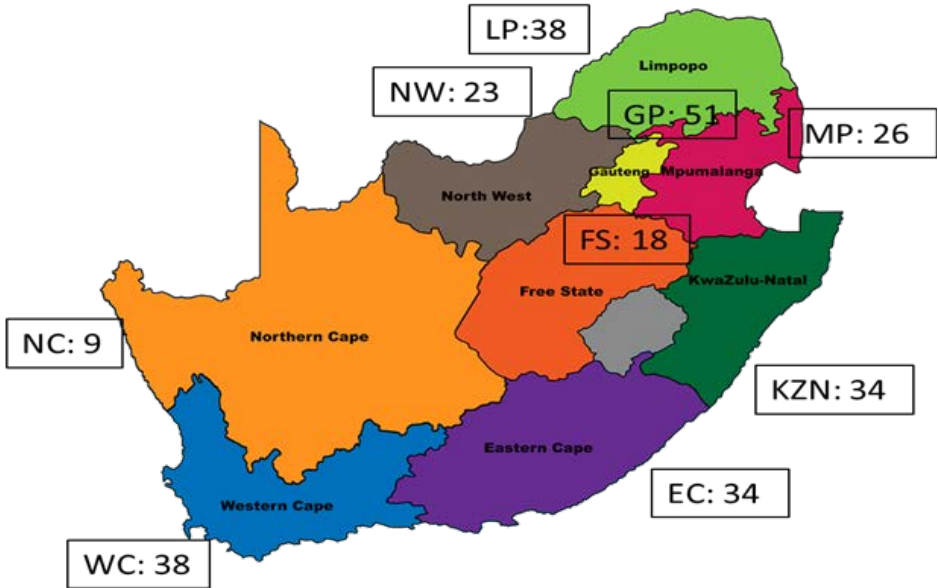 LP:38
Limpopo
NW: 23
GP: 51
MP: 26
Gauteng
Mpumalanga
North West
FS: 18
KwaZulu-Natal
Free State
NC: 9
Northern Cape
KZN: 34
Eastern Cape
EC: 34
Western Cape
WC: 38